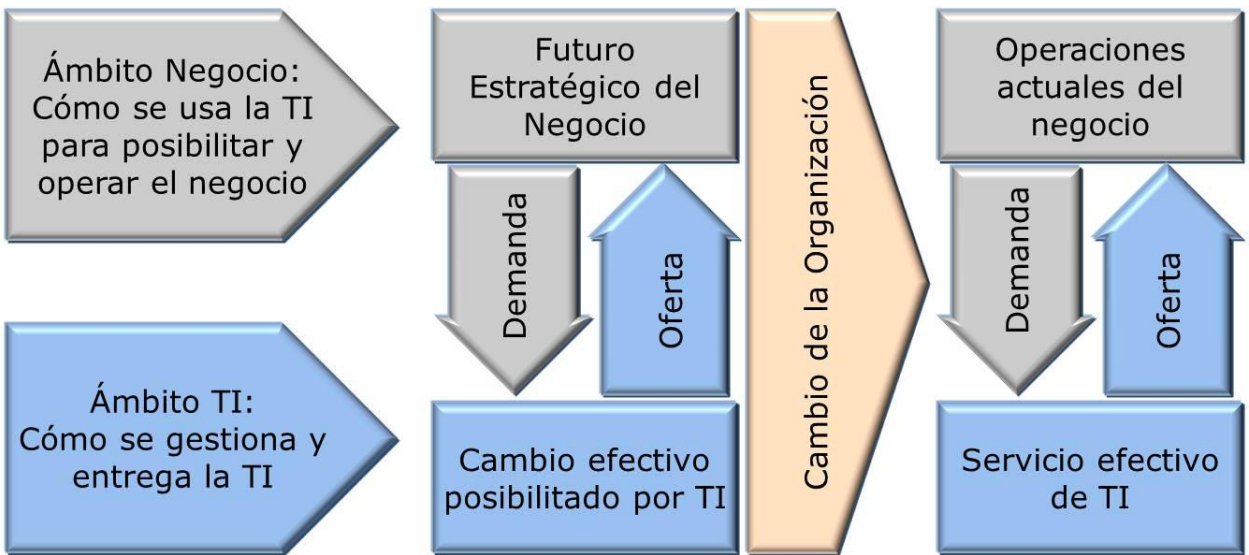 Ámbito Negocio:
Cómo se usa la TI
para posibilitar y
operar el negocio
Futuro
Estratégico del
Negocio
Demanda
Oferta
Cambio de la Organización
Operaciones
actuales del
negocio
Demanda
Oferta
Ámbito TI:
Cómo se gestiona y
entrega la TI
Cambio efectivo
posibilitado por TI
Servicio efectivo
de TI